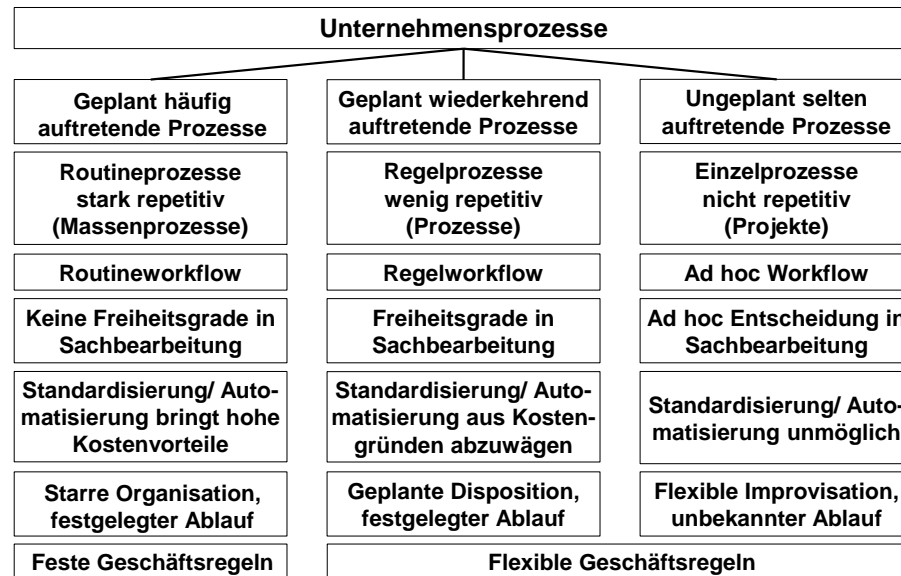 Unternehmensprozesse
Geplant häufig
auftretende Prozesse
Geplant wiederkehrend
auftretende Prozesse
Ungeplant selten
auftretende Prozesse
Routineprozesse
stark repetitiv
(Massenprozesse)
Regelprozesse
wenig repetitiv
(Prozesse)
Einzelprozesse
nicht repetitiv
(Projekte)
Routineworkflow
Regelworkflow
Ad hoc Workflow
Keine Freiheitsgrade in
Sachbearbeitung
Freiheitsgrade in
Sachbearbeitung
Ad hoc Entscheidung in
Sachbearbeitung
Standardisierung/ Auto-
matisierung bringt hohe
Kostenvorteile
Standardisierung/ Auto-
matisierung aus Kosten-
gründen abzuwägen
Standardisierung/ Auto-
matisierung unmöglich
Starre Organisation,
festgelegter Ablauf
Geplante Disposition,
festgelegter Ablauf
Flexible Improvisation,
unbekannter Ablauf
Feste Geschäftsregeln
Flexible Geschäftsregeln